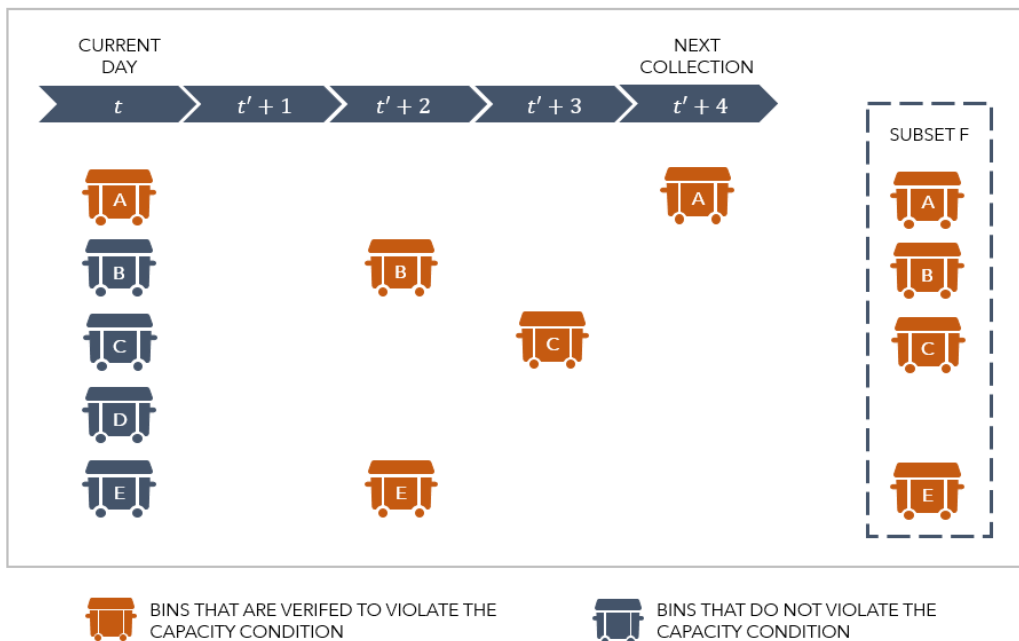 CURRENT
DAY
NEXT
COLLECTION
t t′ + 1 t′ + 2 t′ + 3 t′ + 4
SUBSET F
A A A
B B B
C C C
D
E E E
BINS THAT ARE VERIFED TO VIOLATE THE
CAPACITY CONDITION
BINS THAT DO NOT VIOLATE THE
CAPACITY CONDITION